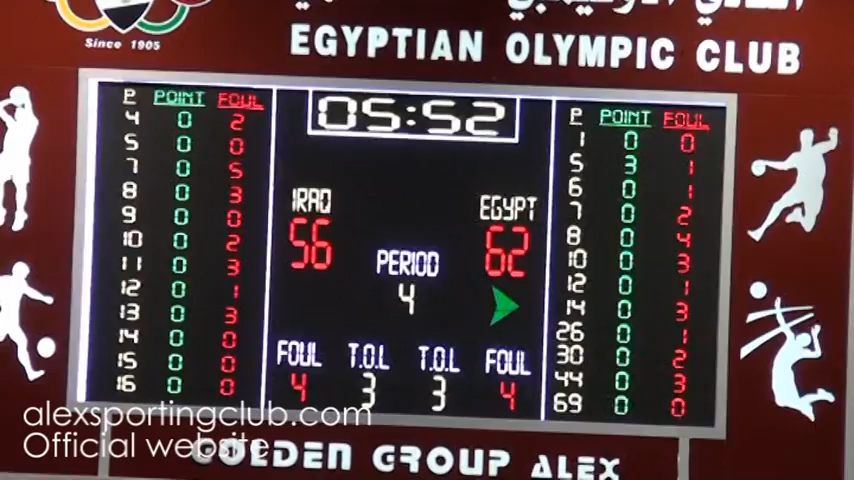 النادي الأوليمبي المصري
Since 1905
EGYPTIAN OLYMPIC CLUB
05:52
P POINT FOUL
4 0 2
5 0 0
7 0 5
8 0 3
9 0 0
10 0 2
11 0 3
12 0 1
13 0 3
14 0 0
15 0 0
16 0 0
IRAQ
56
EGYPT
62
PERIOD
4
FOUL T.O.L T.O.L FOUL
4 3 3 4
P POINT FOUL
1 0 0
5 3 1
6 0 1
7 0 2
8 0 4
10 0 3
12 0 1
14 0 3
26 0 1
30 0 2
44 0 3
69 0 0
alexsportingclub.com
Official website
GOLDEN GROUP ALEX